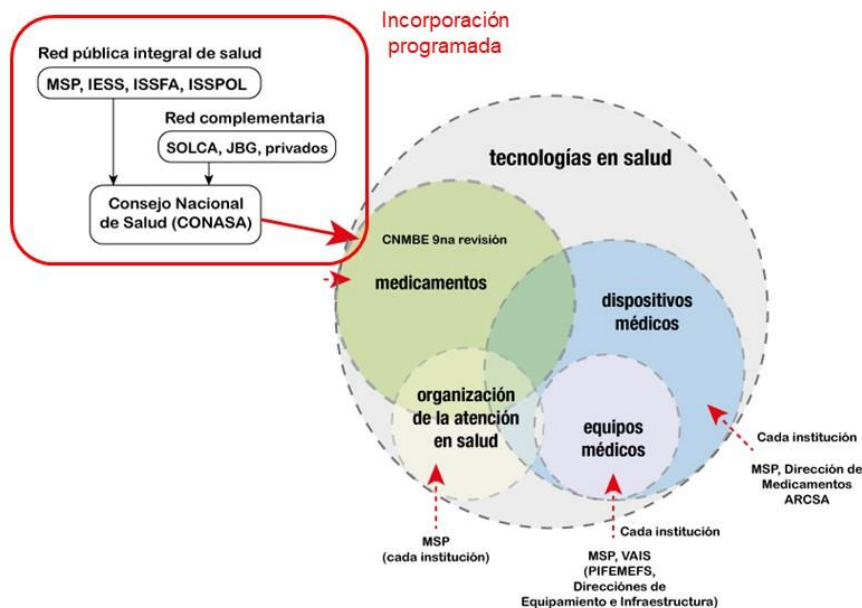 Incorporación
programada
Red pública integral de salud
MSP, IESS, ISSFA, ISSPOL
Red complementaria
SOLCA, JBG, privados
Consejo Nacional
de Salud (CONASA)
tecnologías en salud
CNMBE 9na revisión
medicamentos
dispositivos
médicos
organización
de la atención
en salud
equipos
médicos
Cada institución
MSP, Dirección de
Medicamentos
ARCSA
MSP
(cada institución)
Cada institución
MSP, VAIS
(PIFEMEFS,
Direcciónes de
Equipamiento e Infraestructura)